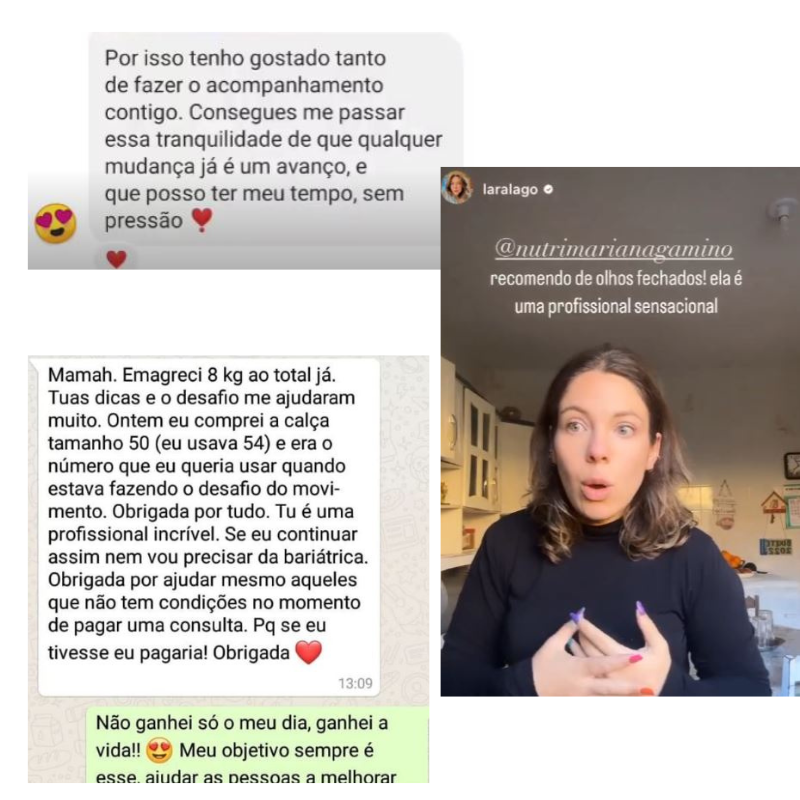 Por isso tenho gostado tanto
de fazer o acompanhamento
contigo. Consegues me passar
essa tranquilidade de que qualquer
mudança já é um avanço, e
que posso ter meu tempo, sem
pressão ❣️
laralago
@nutrimarianagamino
recomendo de olhos fechados! ela é
uma profissional sensacional
Mamah. Emagreci 8 kg ao total já.
Tuas dicas e o desafio me ajudaram
muito. Ontem eu comprei a calça
tamanho 50 (eu usava 54) e era o
número que eu queria usar quando
estava fazendo o desafio do movi-
mento. Obrigada por tudo. Tu é uma
profissional incrível. Se eu continuar
assim nem vou precisar da bariátrica.
Obrigada por ajudar mesmo aqueles
que não tem condições no momento
de pagar uma consulta. Pq se eu
tivesse eu pagaria! Obrigada ❤️
13:09
Não ganhei só o meu dia, ganhei a
vida!! 😍 Meu objetivo sempre é
esse, ajudar as pessoas a melhorar